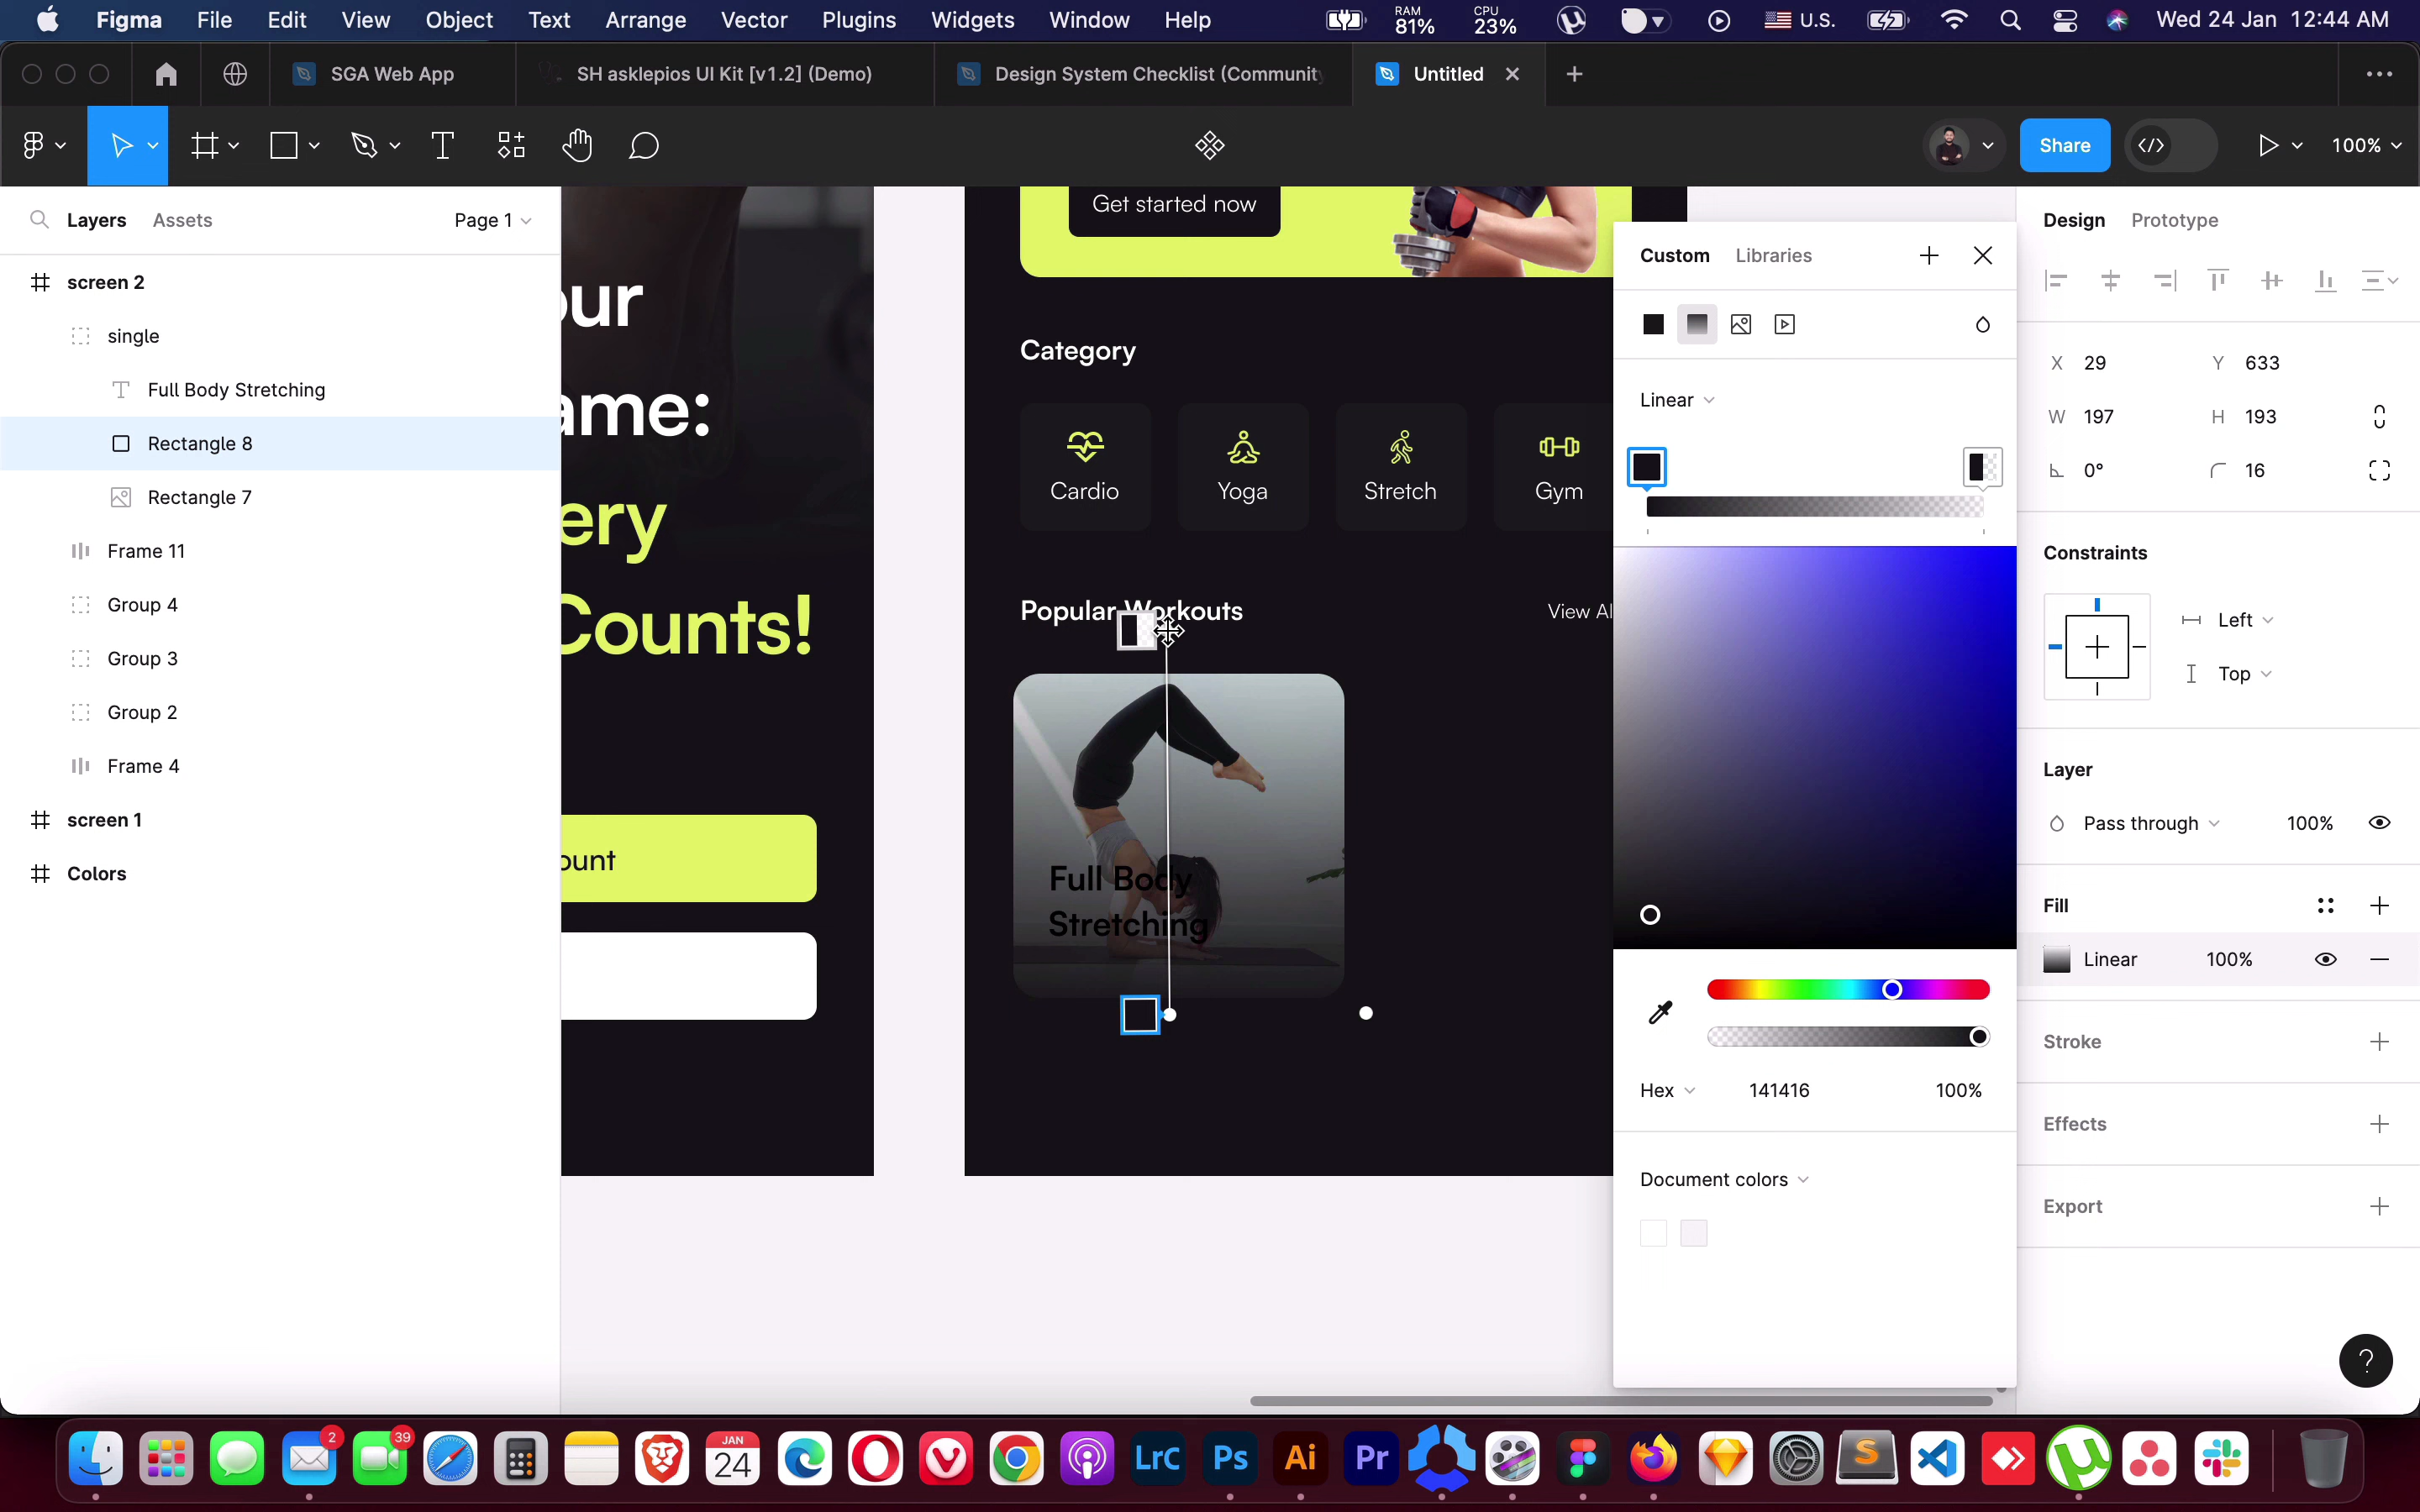 Figma File Edit View Object Text Arrange Vector Plugins Widgets Window Help RAM 81% CPU 23% U.S. Wed 24 Jan 12:44 AM
SGA Web App SH asklepios UI Kit [v1.2] (Demo) Design System Checklist (Community Untitled
Share 100%
Layers Assets Page 1
screen 2
single
Full Body Stretching
Rectangle 8
Rectangle 7
Frame 11
Group 4
Group 3
Group 2
Frame 4
screen 1
Colors
our
ame:
ery
Counts!
ount
Get started now
Category
Cardio Yoga Stretch Gym
Popular Workouts View Al
Full Body
Stretching
Custom Libraries
Linear
Hex 141416 100%
Document colors
Design Prototype
X 29 Y 633
W 197 H 193
0° 16
Constraints
Left
Top
Layer
Pass through 100%
Fill
Linear 100%
Stroke
Effects
Export
?
2 39 JAN 24 LrC Ps Ai Pr S